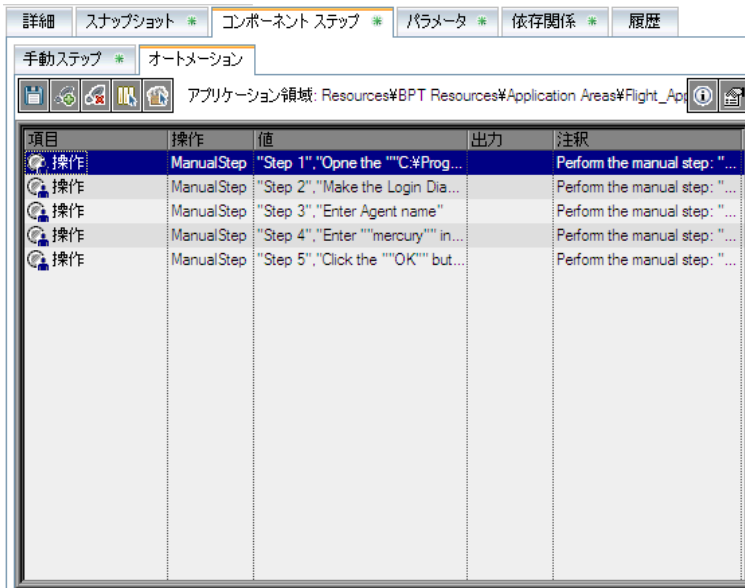 詳細 スナップショット * コンポーネント ステップ * パラメータ * 依存関係 * 履歴
手動ステップ * オートメーション
アプリケーション領域: Resources¥BPT Resources¥Application Areas¥Flight_App
項目 操作 値 出力 注釈
操作 ManualStep "Step 1","Opne the ""C:¥Prog... Perform the manual step: "...
操作 ManualStep "Step 2","Make the Login Dia... Perform the manual step: "...
操作 ManualStep "Step 3","Enter Agent name" Perform the manual step: "...
操作 ManualStep "Step 4","Enter ""mercury"" in... Perform the manual step: "...
操作 ManualStep "Step 5","Click the ""OK"" but... Perform the manual step: "...